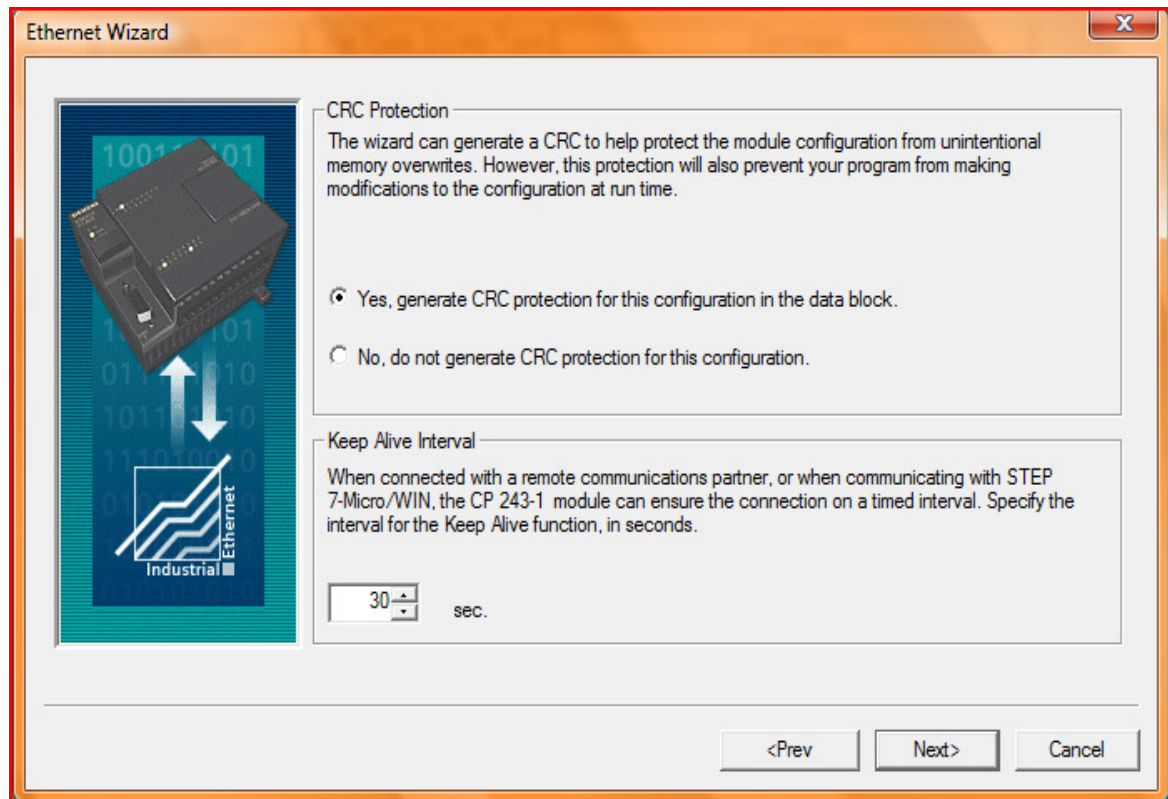 Ethernet Wizard
X
CRC Protection
The wizard can generate a CRC to help protect the module configuration from unintentional
memory overwrites. However, this protection will also prevent your program from making
modifications to the configuration at run time.
Yes, generate CRC protection for this configuration in the data block.
No, do not generate CRC protection for this configuration.
Keep Alive Interval
When connected with a remote communications partner, or when communicating with STEP
7-Micro/WIN, the CP 243-1 module can ensure the connection on a timed interval. Specify the
interval for the Keep Alive function, in seconds.
30
sec.
Industrial
Ethernet
<Prev
Next>
Cancel